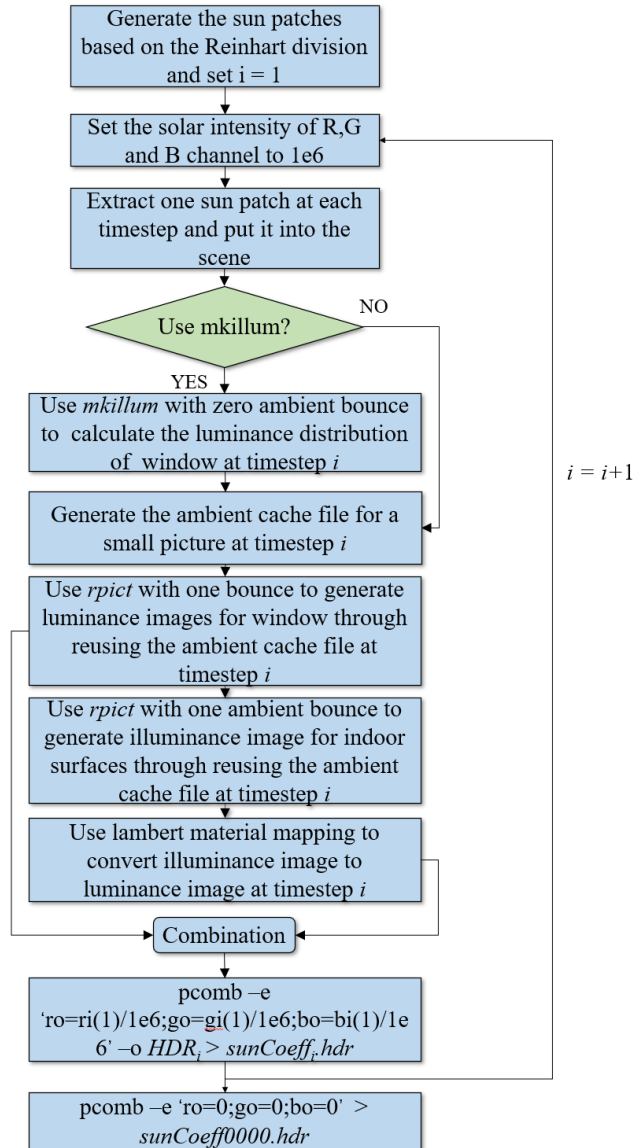 Generate the sun patches
based on the Reinhart division
and set i = 1
Set the solar intensity of R,G
and B channel to 1e6
Extract one sun patch at each
timestep and put it into the
scene
Use mkillum?
NO
YES
Use mkillum with zero ambient bounce
to calculate the luminance distribution
of window at timestep i
i = i+1
Generate the ambient cache file for a
small picture at timestep i
Use rpict with one bounce to generate
luminance images for window through
reusing the ambient cache file at
timestep i
Use rpict with one ambient bounce to
generate illuminance image for indoor
surfaces through reusing the ambient
cache file at timestep i
Use lambert material mapping to
convert illuminance image to
luminance image at timestep i
Combination
pcomb –e
‘ro=ri(1)/1e6;go=gi(1)/1e6;bo=bi(1)/1e
6’ –o HDRi > sunCoeffi.hdr
pcomb –e ‘ro=0;go=0;bo=0’ >
sunCoeff0000.hdr